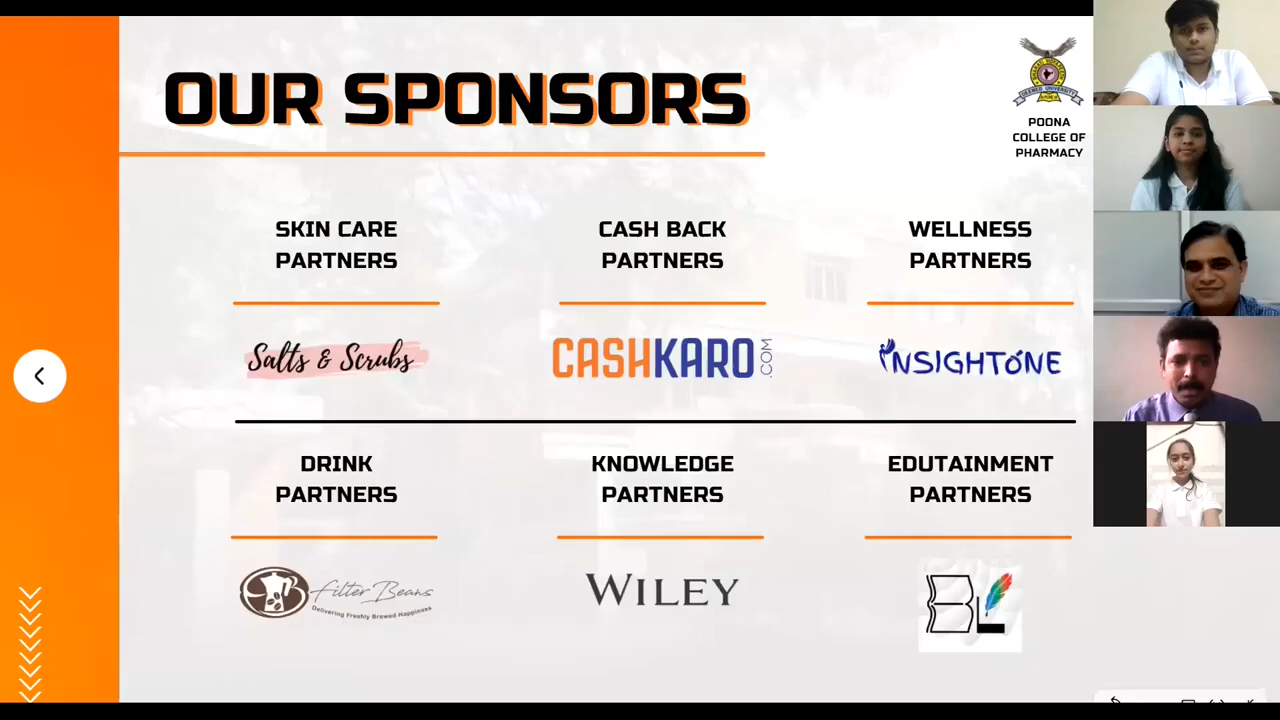 OUR SPONSORS
POONA
COLLEGE OF
PHARMACY
SKIN CARE
PARTNERS
CASH BACK
PARTNERS
WELLNESS
PARTNERS
Salts & Scrubs
CASHKARO.COM
INSIGHTONE
DRINK
PARTNERS
KNOWLEDGE
PARTNERS
EDUTAINMENT
PARTNERS
Filter Beans
Delivering Freshly Brewed Happiness
WILEY
BL